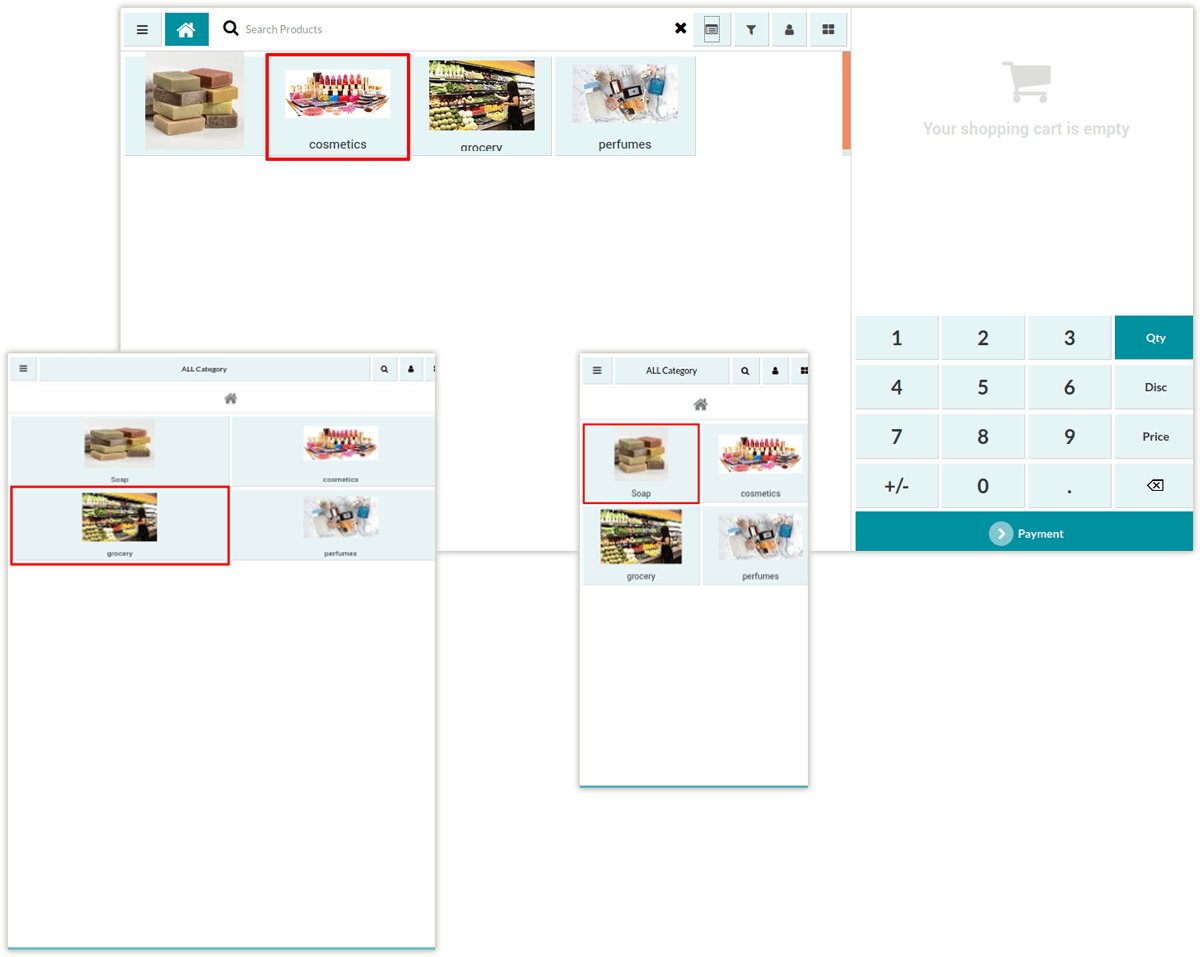 Search Products
cosmetics
grocery
perfumes
Your shopping cart is empty
1 2 3 Qty
4 5 6 Disc
7 8 9 Price
+/- 0 .
Payment
ALL Category
Soap cosmetics
grocery perfumes
ALL Category
Soap cosmetics
grocery perfumes